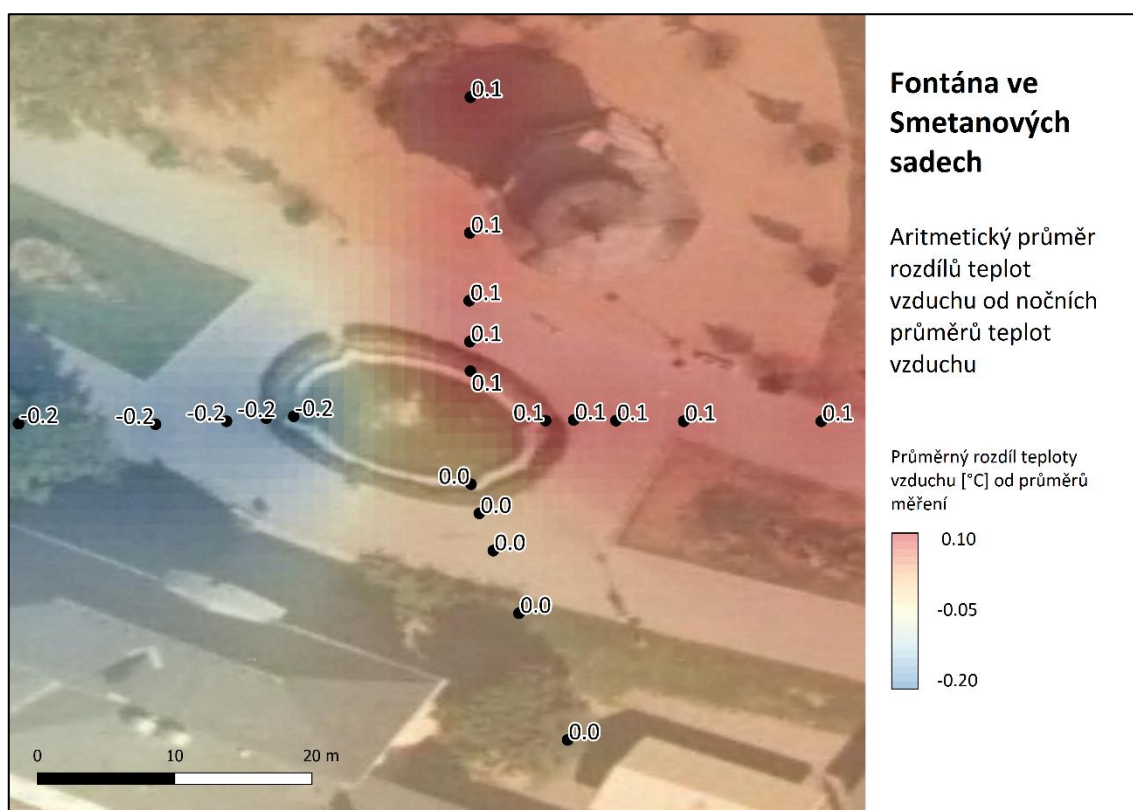 Fontána ve
Smetanových
sadech
Aritmetický průměr
rozdílů teplot
vzduchu od nočních
průměrů teplot
vzduchu
Průměrný rozdíl teploty
vzduchu [°C] od průměrů
měření
0.10
-0.05
-0.20
0.1
0.1
0.1
0.1
0.1
-0.2 -0.2 -0.2 -0.2 -0.2 0.1 0.1 0.1 0.1 0.1
0.0
0.0
0.0
0.0
0.0
0 10 20 m